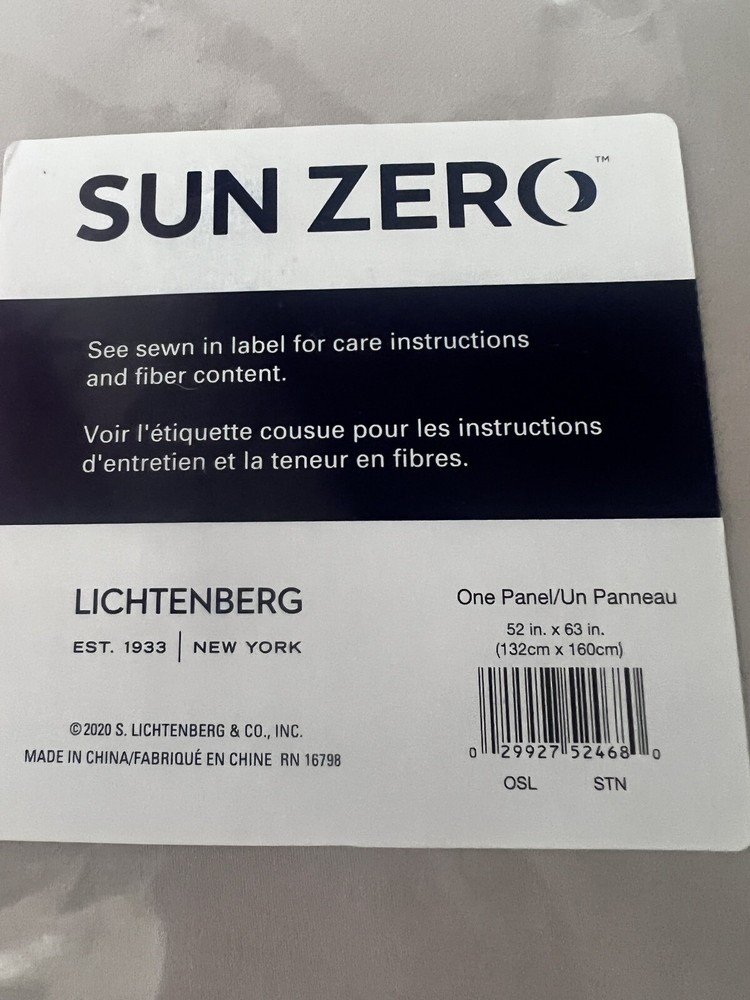 SUN ZERO™
See sewn in label for care instructions
and fiber content.
Voir l'étiquette cousue pour les instructions
d'entretien et la teneur en fibres.
LICHTENBERG
EST. 1933 | NEW YORK
©2020 S. LICHTENBERG & CO., INC.
MADE IN CHINA/FABRIQUÉ EN CHINE RN 16798
One Panel/Un Panneau
52 in. x 63 in.
(132cm x 160cm)
0 29927 52468 0
OSL STN